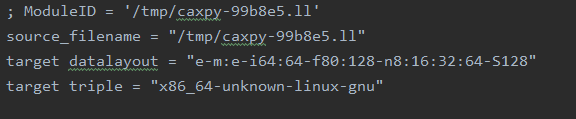 ; ModuleID = '/tmp/caxpy-99b8e5.ll'
source_filename = "/tmp/caxpy-99b8e5.ll"
target datalayout = "e-m:e-i64:64-f80:128-n8:16:32:64-S128"
target triple = "x86_64-unknown-linux-gnu"